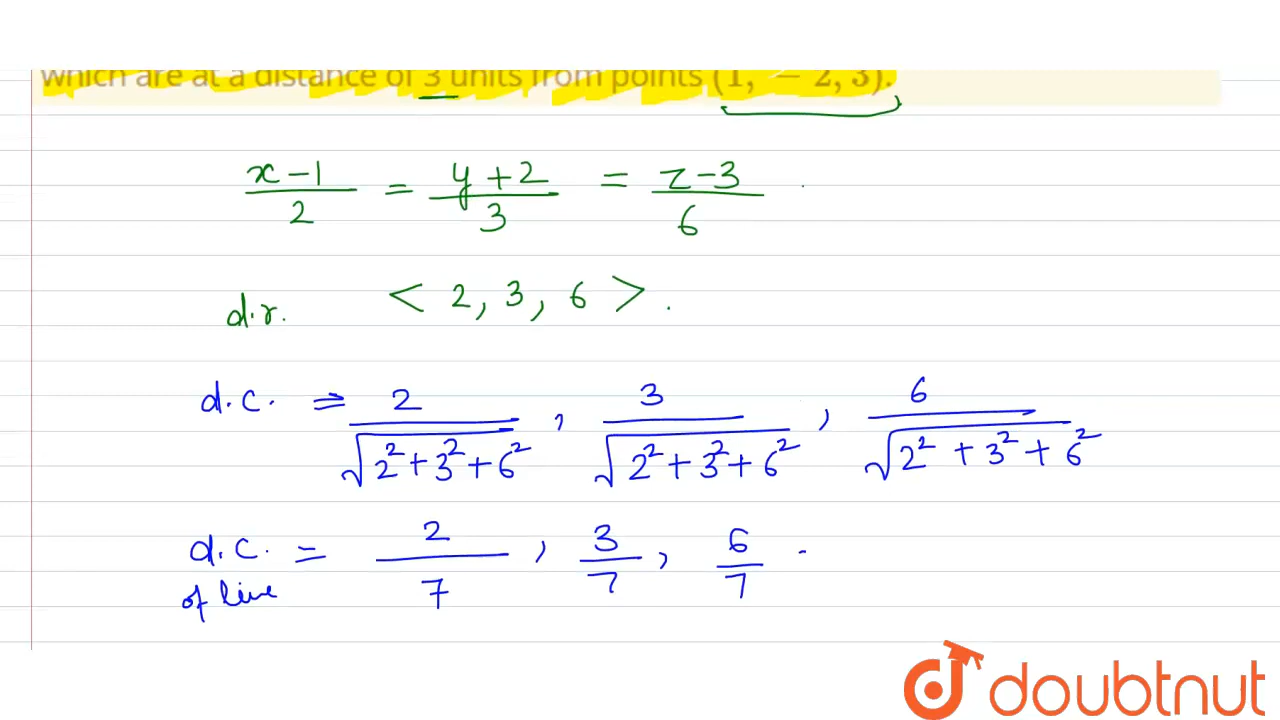 which are at a distance of 3 units from points (1, − 2, 3).
x−1/2 = y+2/3 = z−3/6
d.r. < 2, 3, 6 > .
d.c. ⇒ 2/√(2²+3²+6²) , 3/√(2²+3²+6²) , 6/√(2²+3²+6²)
d.c. = 2/7 , 3/7 , 6/7
of line
doubtnut